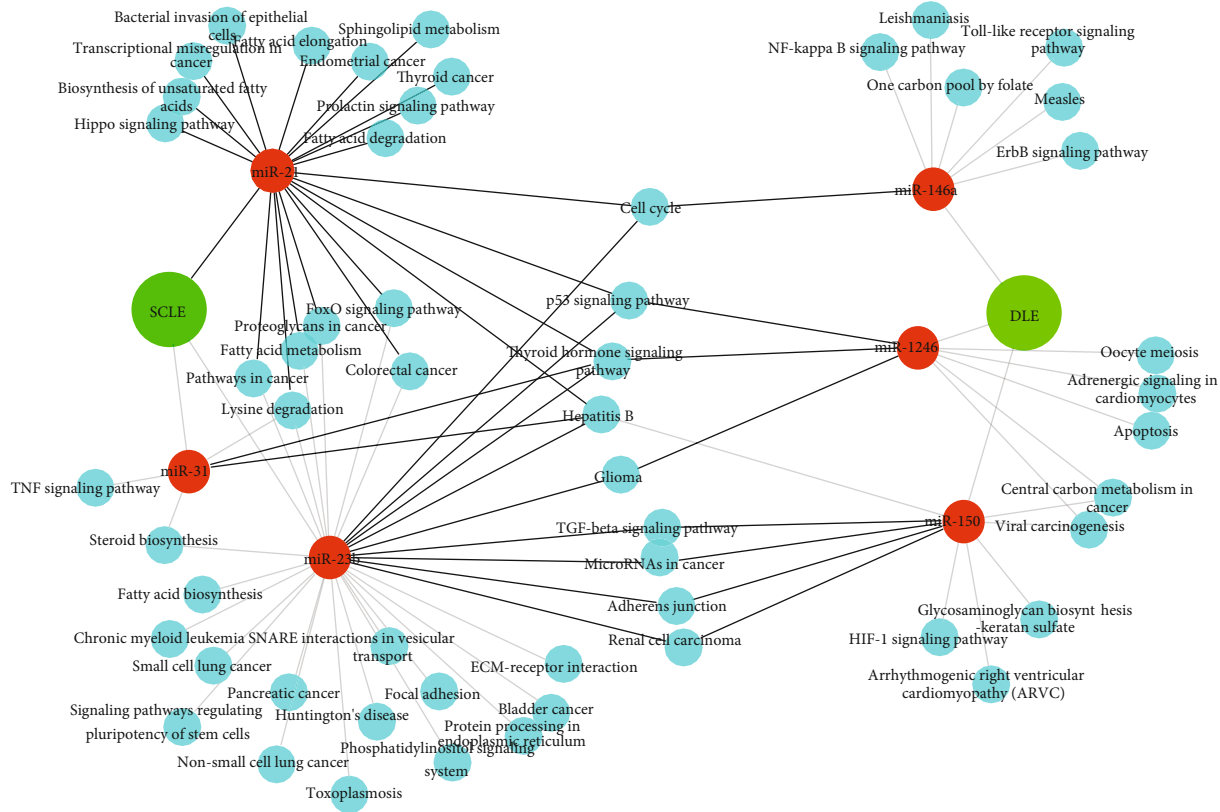 Bacterial invasion of epithelial
cells
Fatty acid elongation
Sphingolipid metabolism
Transcriptional misregulation in
cancer
Endometrial cancer
Thyroid cancer
Biosynthesis of unsaturated fatty
acids
Prolactin signaling pathway
Hippo signaling pathway
Fatty acid degradation
miR-21
Leishmaniasis
Toll-like receptor signaling
pathway
NF-kappa B signaling pathway
One carbon pool by folate
Measles
ErbB signaling pathway
miR-146a
Cell cycle
SCLE
FoxO signaling pathway
Proteoglycans in cancer
Fatty acid metabolism
Pathways in cancer
Colorectal cancer
Lysine degradation
p53 signaling pathway
Thyroid hormone signaling
pathway
Hepatitis B
Glioma
DLE
miR-1246
Oocyte meiosis
Adrenergic signaling in
cardiomyocytes
Apoptosis
Central carbon metabolism in
cancer
Viral carcinogenesis
miR-31
TNF signaling pathway
Steroid biosynthesis
miR-23b
TGF-beta signaling pathway
MicroRNAs in cancer
Adherens junction
Renal cell carcinoma
miR-150
Glycosaminoglycan biosynt hesis
-keratan sulfate
HIF-1 signaling pathway
Arrhythmogenic right ventricular
cardiomyopathy (ARVC)
Fatty acid biosynthesis
Chronic myeloid leukemia
SNARE interactions in vesicular
transport
Small cell lung cancer
ECM-receptor interaction
Pancreatic cancer
Focal adhesion
Signaling pathways regulating
pluripotency of stem cells
Huntington's disease
Bladder cancer
Protein processing in
endoplasmic reticulum
Phosphatidylinositol signaling
system
Non-small cell lung cancer
Toxoplasmosis